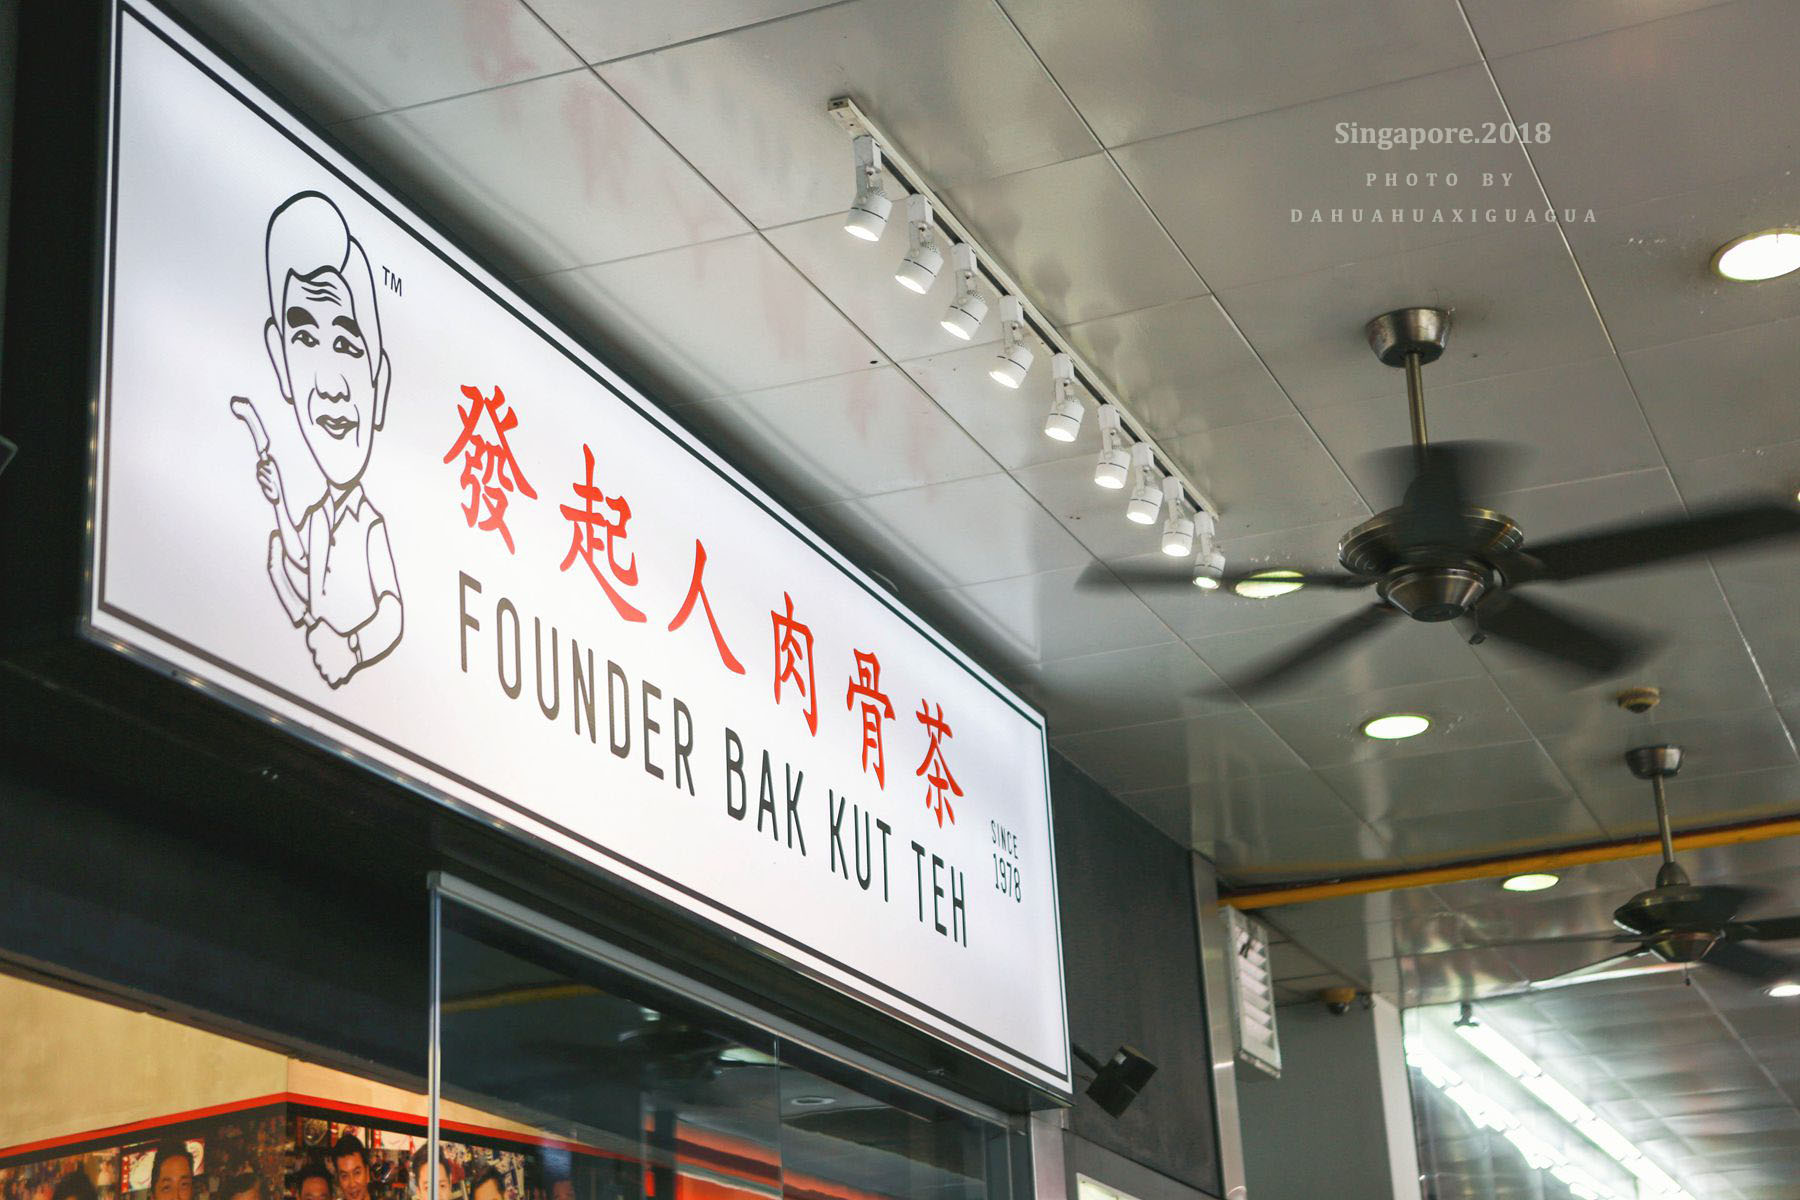 Singapore.2018
PHOTO BY
DAHUAHUAXIGUAGUA
TM
發起人肉骨茶
FOUNDER BAK KUT TEH
SINCE
1978